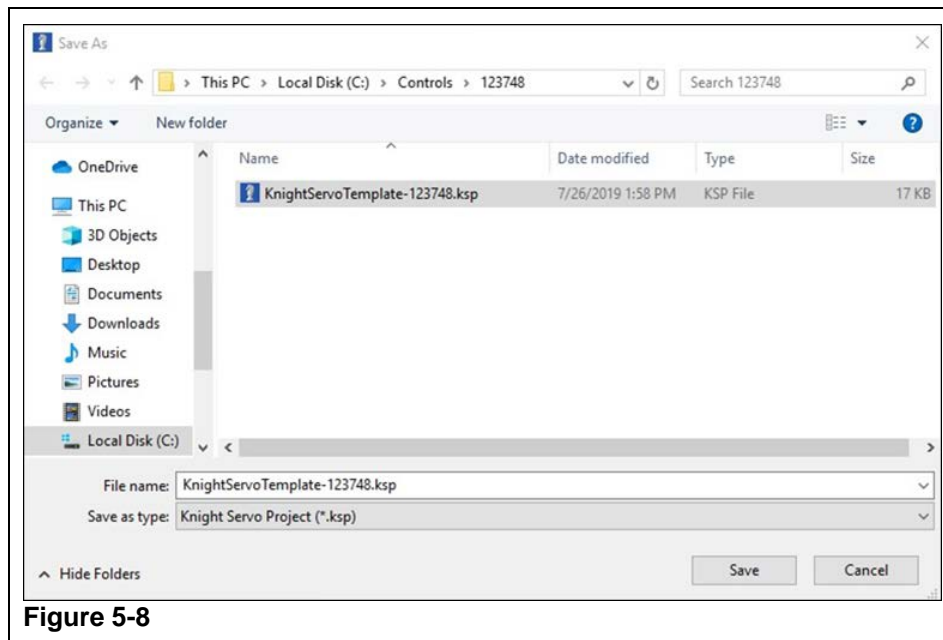 Save As
This PC > Local Disk (C:) > Controls > 123748
Search 123748
Organize New folder
Name Date modified Type Size
OneDrive
This PC
3D Objects
Desktop
Documents
Downloads
Music
Pictures
Videos
Local Disk (C:)
KnightServoTemplate-123748.ksp 7/26/2019 1:58 PM KSP File 17 KB
File name: KnightServoTemplate-123748.ksp
Save as type: Knight Servo Project (*.ksp)
Hide Folders Save Cancel
Figure 5-8